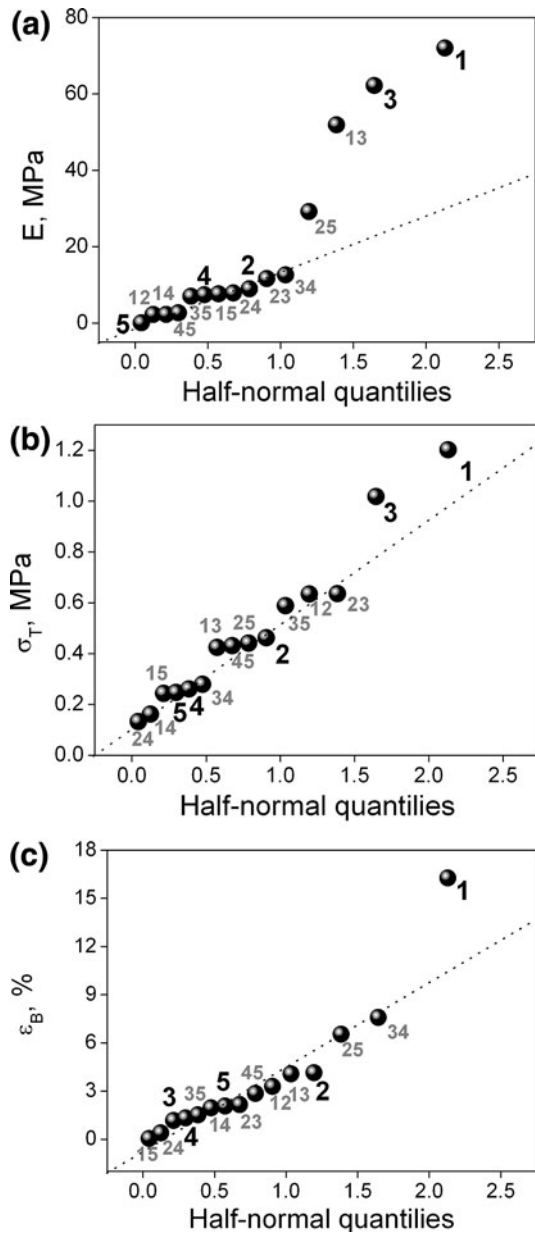 (a)
80
60
40
20
0
E, MPa
1
3
13
25
12 14 4 2
5 45 35 15 24 23 34
0.0 0.5 1.0 1.5 2.0 2.5
Half-normal quantilies
(b)
1.2
1.0
0.8
0.6
0.4
0.2
0.0
σT, MPa
1
3
13 25 35 12 23
15 45 2
24 14 5 4 34
0.0 0.5 1.0 1.5 2.0 2.5
Half-normal quantilies
(c)
18
15
12
9
6
3
0
εB, %
1
25 34
3 35 5 45
15 24 4 14 23 12 13 2
0.0 0.5 1.0 1.5 2.0 2.5
Half-normal quantilies